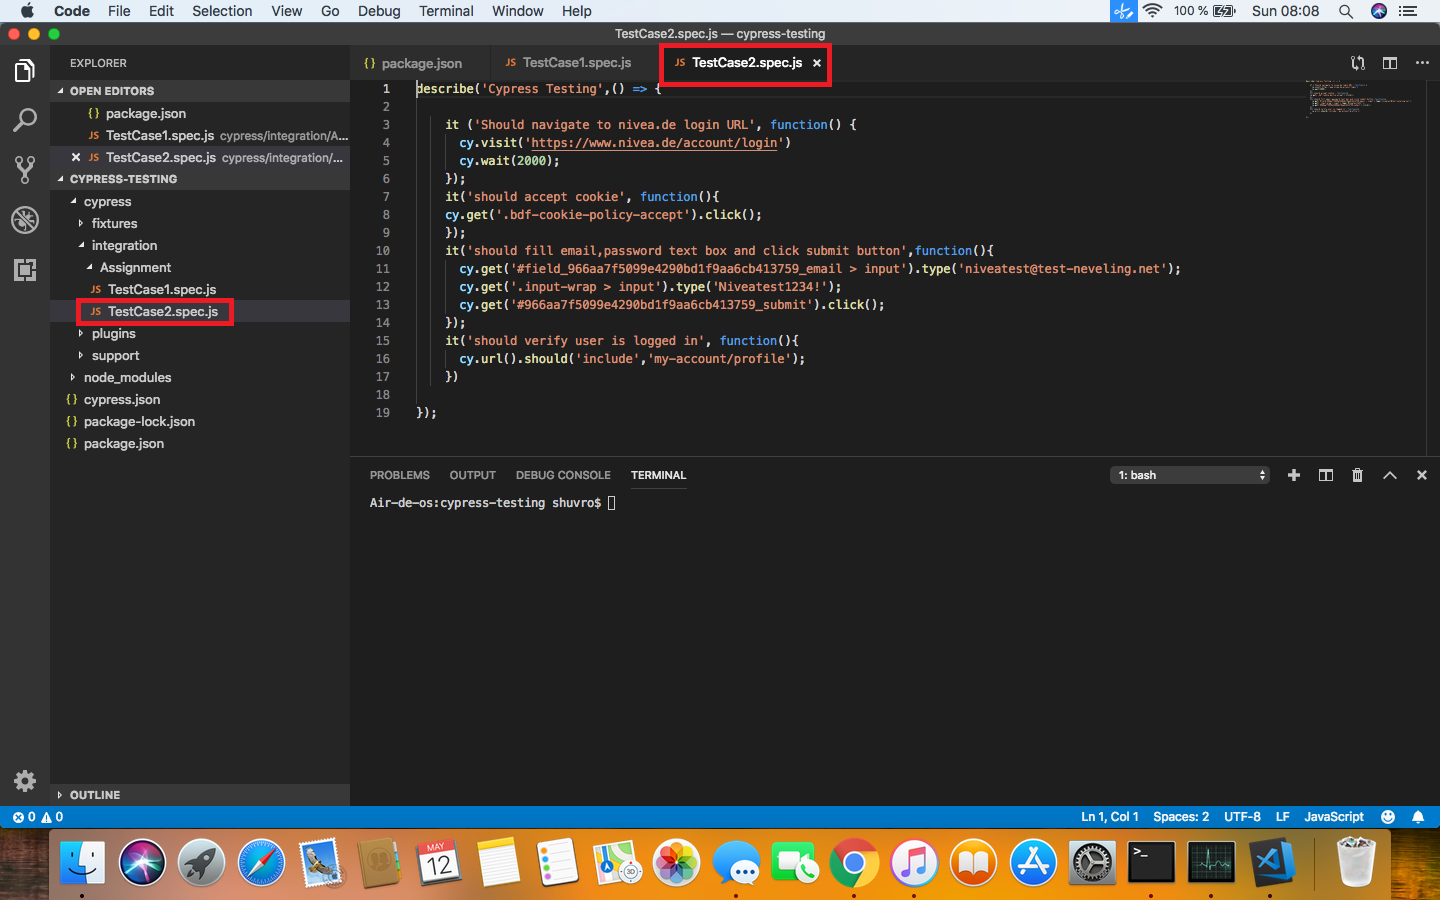 Code File Edit Selection View Go Debug Terminal Window Help 100 % Sun 08:08
TestCase2.spec.js — cypress-testing
EXPLORER
OPEN EDITORS
{ } package.json
JS TestCase1.spec.js cypress/integration/A...
× JS TestCase2.spec.js cypress/integration/...
CYPRESS-TESTING
cypress
fixtures
integration
Assignment
JS TestCase1.spec.js
JS TestCase2.spec.js
plugins
support
node_modules
{ } cypress.json
{ } package-lock.json
{ } package.json
OUTLINE
{ } package.json JS TestCase1.spec.js JS TestCase2.spec.js ×
1 describe('Cypress Testing',() => {
2
3 it ('Should navigate to nivea.de login URL', function() {
4 cy.visit('https://www.nivea.de/account/login')
5 cy.wait(2000);
6 });
7 it('should accept cookie', function(){
8 cy.get('.bdf-cookie-policy-accept').click();
9 });
10 it('should fill email,password text box and click submit button',function(){
11 cy.get('#field_966aa7f5099e4290bd1f9aa6cb413759_email > input').type('niveatest@test-neveling.net');
12 cy.get('.input-wrap > input').type('Niveatest1234!');
13 cy.get('#966aa7f5099e4290bd1f9aa6cb413759_submit').click();
14 });
15 it('should verify user is logged in', function(){
16 cy.url().should('include','my-account/profile');
17 })
18
19 });
PROBLEMS OUTPUT DEBUG CONSOLE TERMINAL 1: bash
Air-de-os:cypress-testing shuvro$
0 0 Ln 1, Col 1 Spaces: 2 UTF-8 LF JavaScript
MAY
12
3D
>_